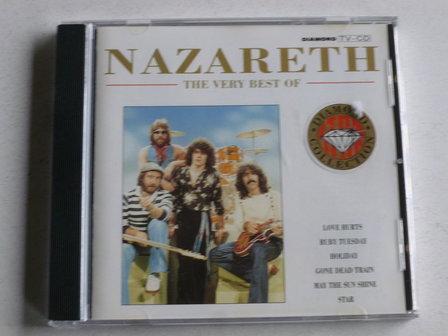 DIAMOND TV-CD
NAZARETH
THE VERY BEST OF
DIAMOND
COLLECTION
LOVE HURTS
RUBY TUESDAY
HOLIDAY
GONE DEAD TRAIN
MAY THE SUN SHINE
STAR